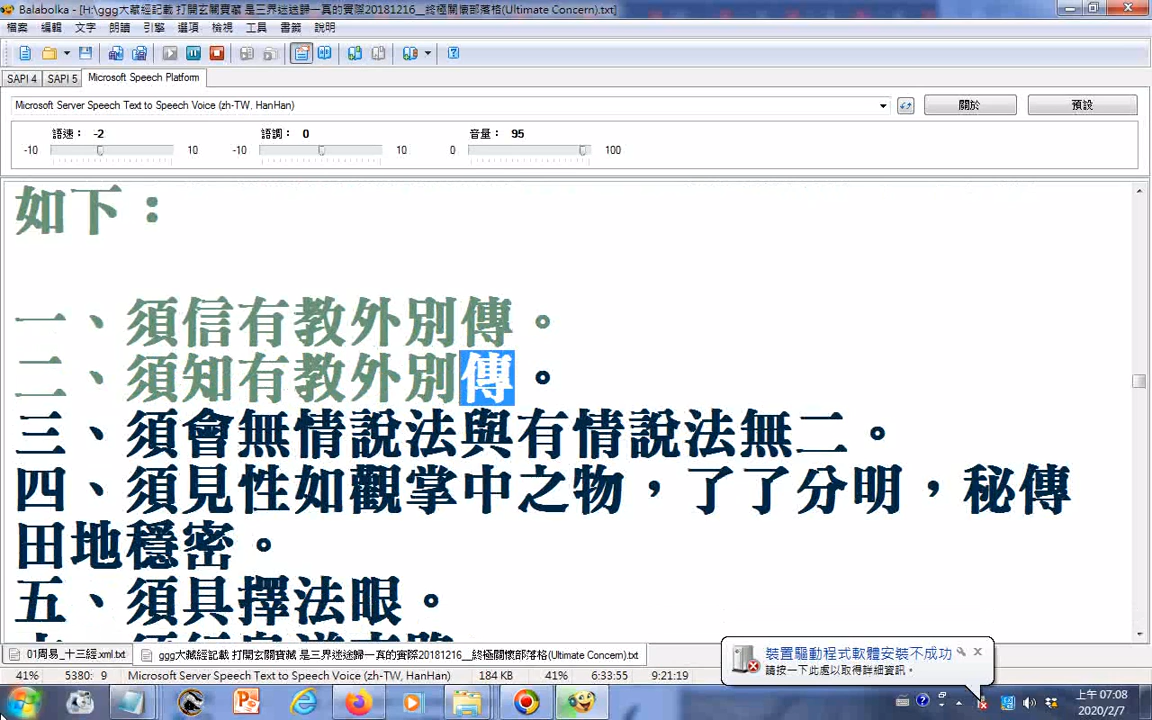 Balabolka - [H:\ggg大藏經記載 打開玄關寶藏 是三界迷途歸一真的實際20181216__終極關懷部落格(Ultimate Concern).txt]
檔案 編輯 文字 朗讀 引擎 選項 檢視 工具 書籤 說明
SAPI 4 SAPI 5 Microsoft Speech Platform
Microsoft Server Speech Text to Speech Voice (zh-TW, HanHan) 關於 預設
語速： -2 語調： 0 音量： 95
-10 10 -10 10 0 100
如下：
一、須信有教外別傳。
二、須知有教外別傳。
三、須會無情說法與有情說法無二。
四、須見性如觀掌中之物，了了分明，秘傳
田地穩密。
五、須具擇法眼。
01周易_十三經.xml.txt ggg大藏經記載 打開玄關寶藏 是三界迷途歸一真的實際20181216__終極關懷部落格(Ultimate Concern).txt
裝置驅動程式軟體安裝不成功
請按一下此處以取得詳細資訊。
41% 5380: 9 Microsoft Server Speech Text to Speech Voice (zh-TW, HanHan) 184 KB 41% 6:33:55 9:21:19
上午 07:08
2020/2/7